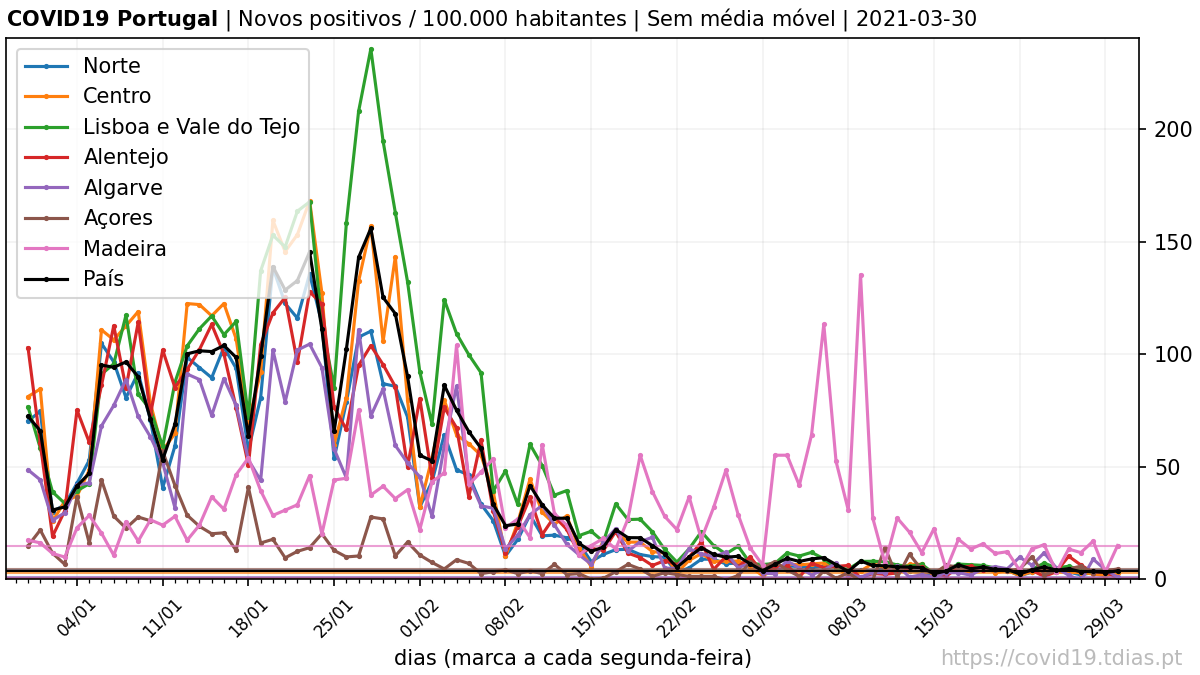 COVID19 Portugal | Novos positivos / 100.000 habitantes | Sem média móvel | 2021-03-30
Norte
Centro
Lisboa e Vale do Tejo
Alentejo
Algarve
Açores
Madeira
País
200
150
100
50
0
04/01 11/01 18/01 25/01 01/02 08/02 15/02 22/02 01/03 08/03 15/03 22/03 29/03
dias (marca a cada segunda-feira)
https://covid19.tdias.pt